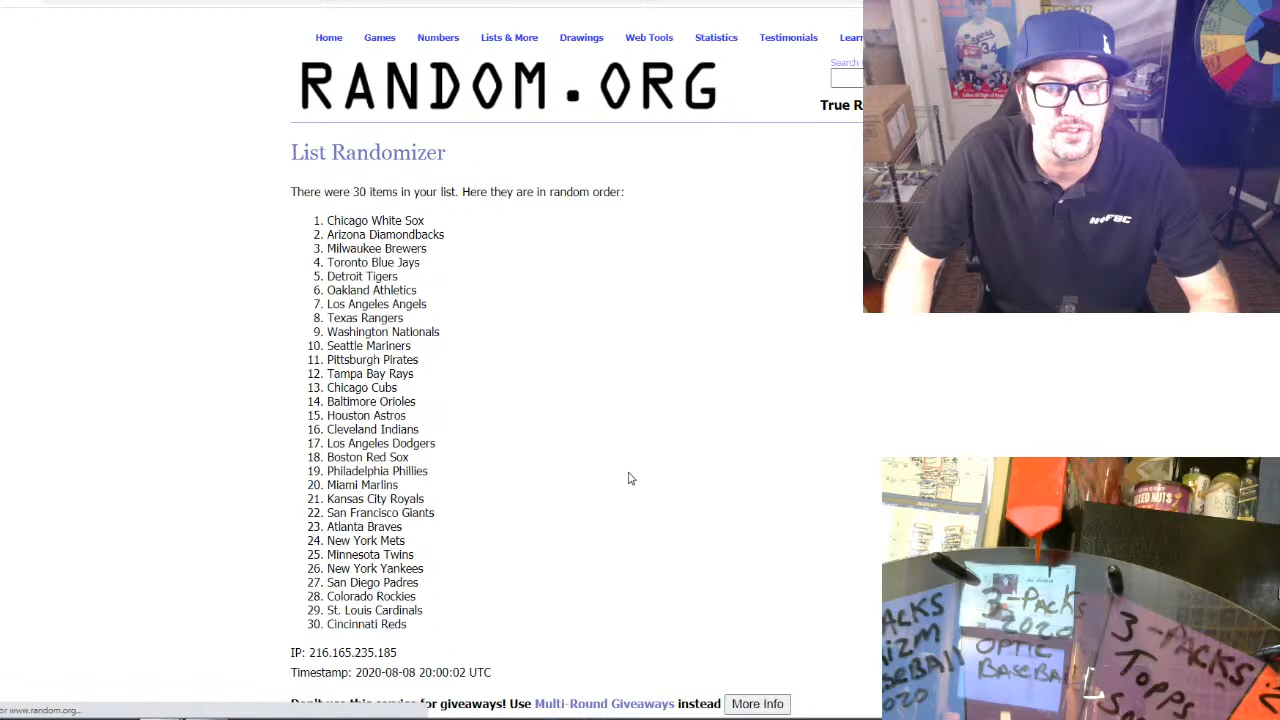 Home Games Numbers Lists & More Drawings Web Tools Statistics Testimonials Learn
RANDOM.ORG
Search
True R
List Randomizer
There were 30 items in your list. Here they are in random order:
1. Chicago White Sox
2. Arizona Diamondbacks
3. Milwaukee Brewers
4. Toronto Blue Jays
5. Detroit Tigers
6. Oakland Athletics
7. Los Angeles Angels
8. Texas Rangers
9. Washington Nationals
10. Seattle Mariners
11. Pittsburgh Pirates
12. Tampa Bay Rays
13. Chicago Cubs
14. Baltimore Orioles
15. Houston Astros
16. Cleveland Indians
17. Los Angeles Dodgers
18. Boston Red Sox
19. Philadelphia Phillies
20. Miami Marlins
21. Kansas City Royals
22. San Francisco Giants
23. Atlanta Braves
24. New York Mets
25. Minnesota Twins
26. New York Yankees
27. San Diego Padres
28. Colorado Rockies
29. St. Louis Cardinals
30. Cincinnati Reds
IP: 216.165.235.185
Timestamp: 2020-08-08 20:00:02 UTC
Don't use this service for giveaways! Use Multi-Round Giveaways instead More Info
or www.random.org...
34
3-PACKS
2020
OPTIC
BASEBALL
3-PACKS
TOPPS